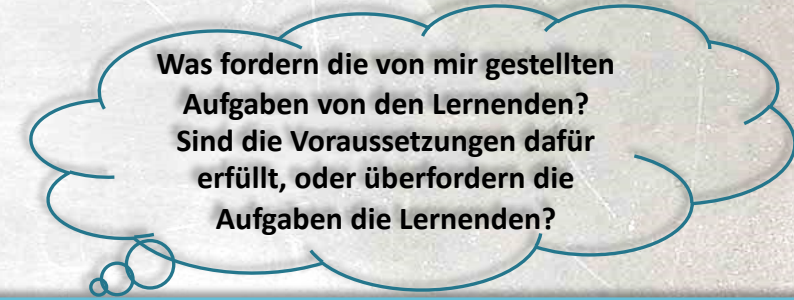 Was fordern die von mir gestellten
Aufgaben von den Lernenden?
Sind die Voraussetzungen dafür
erfüllt, oder überfordern die
Aufgaben die Lernenden?